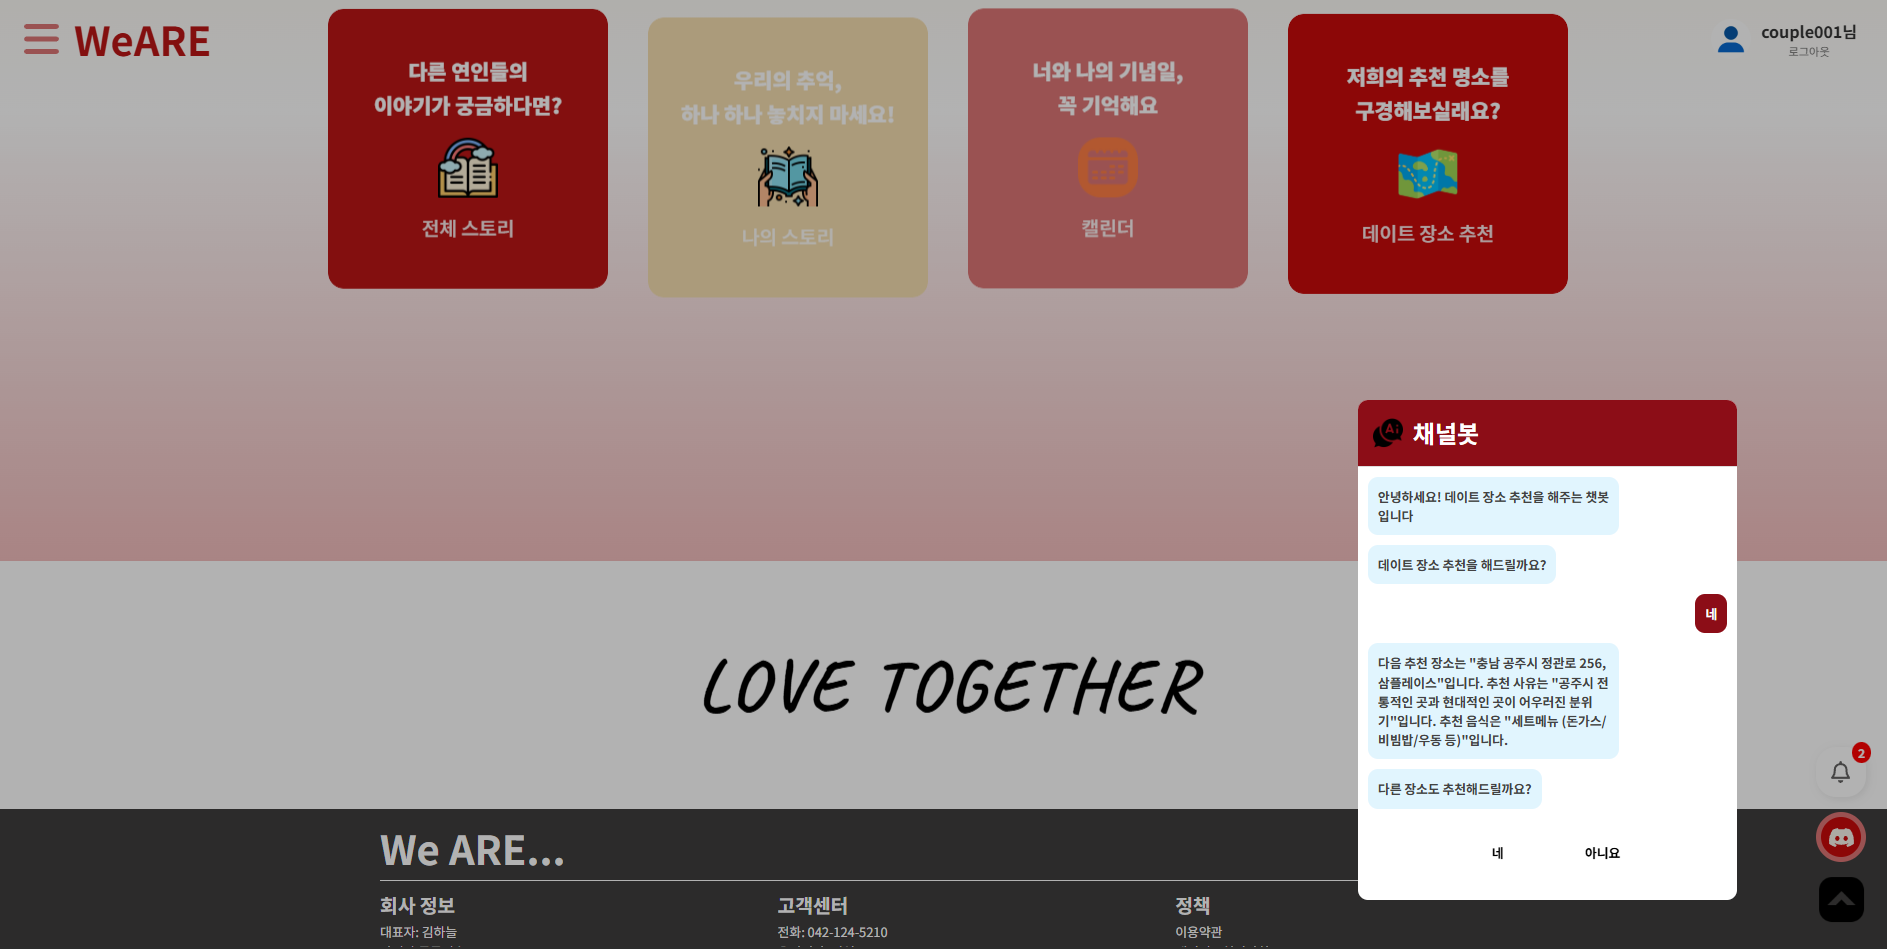 WeARE
couple001님
로그아웃
다른 연인들의
이야기가 궁금하다면?
전체 스토리
우리의 추억,
하나 하나 놓치지 마세요!
나의 스토리
너와 나의 기념일,
꼭 기억해요
캘린더
저희의 추천 명소를
구경해보실래요?
데이트 장소 추천
Ai
채널봇
안녕하세요! 데이트 장소 추천을 해주는 챗봇
입니다
데이트 장소 추천을 해드릴까요?
네
다음 추천 장소는 "충남 공주시 정관로 256,
삼플레이스"입니다. 추천 사유는 "공주시 전
통적인 곳과 현대적인 곳이 어우러진 분위
기"입니다. 추천 음식은 "세트메뉴 (돈가스/
비빔밥/우동 등)"입니다.
다른 장소도 추천해드릴까요?
네
아니요
LOVE TOGETHER
2
We ARE...
회사 정보
대표자: 김하늘
고객센터
전화: 042-124-5210
정책
이용약관